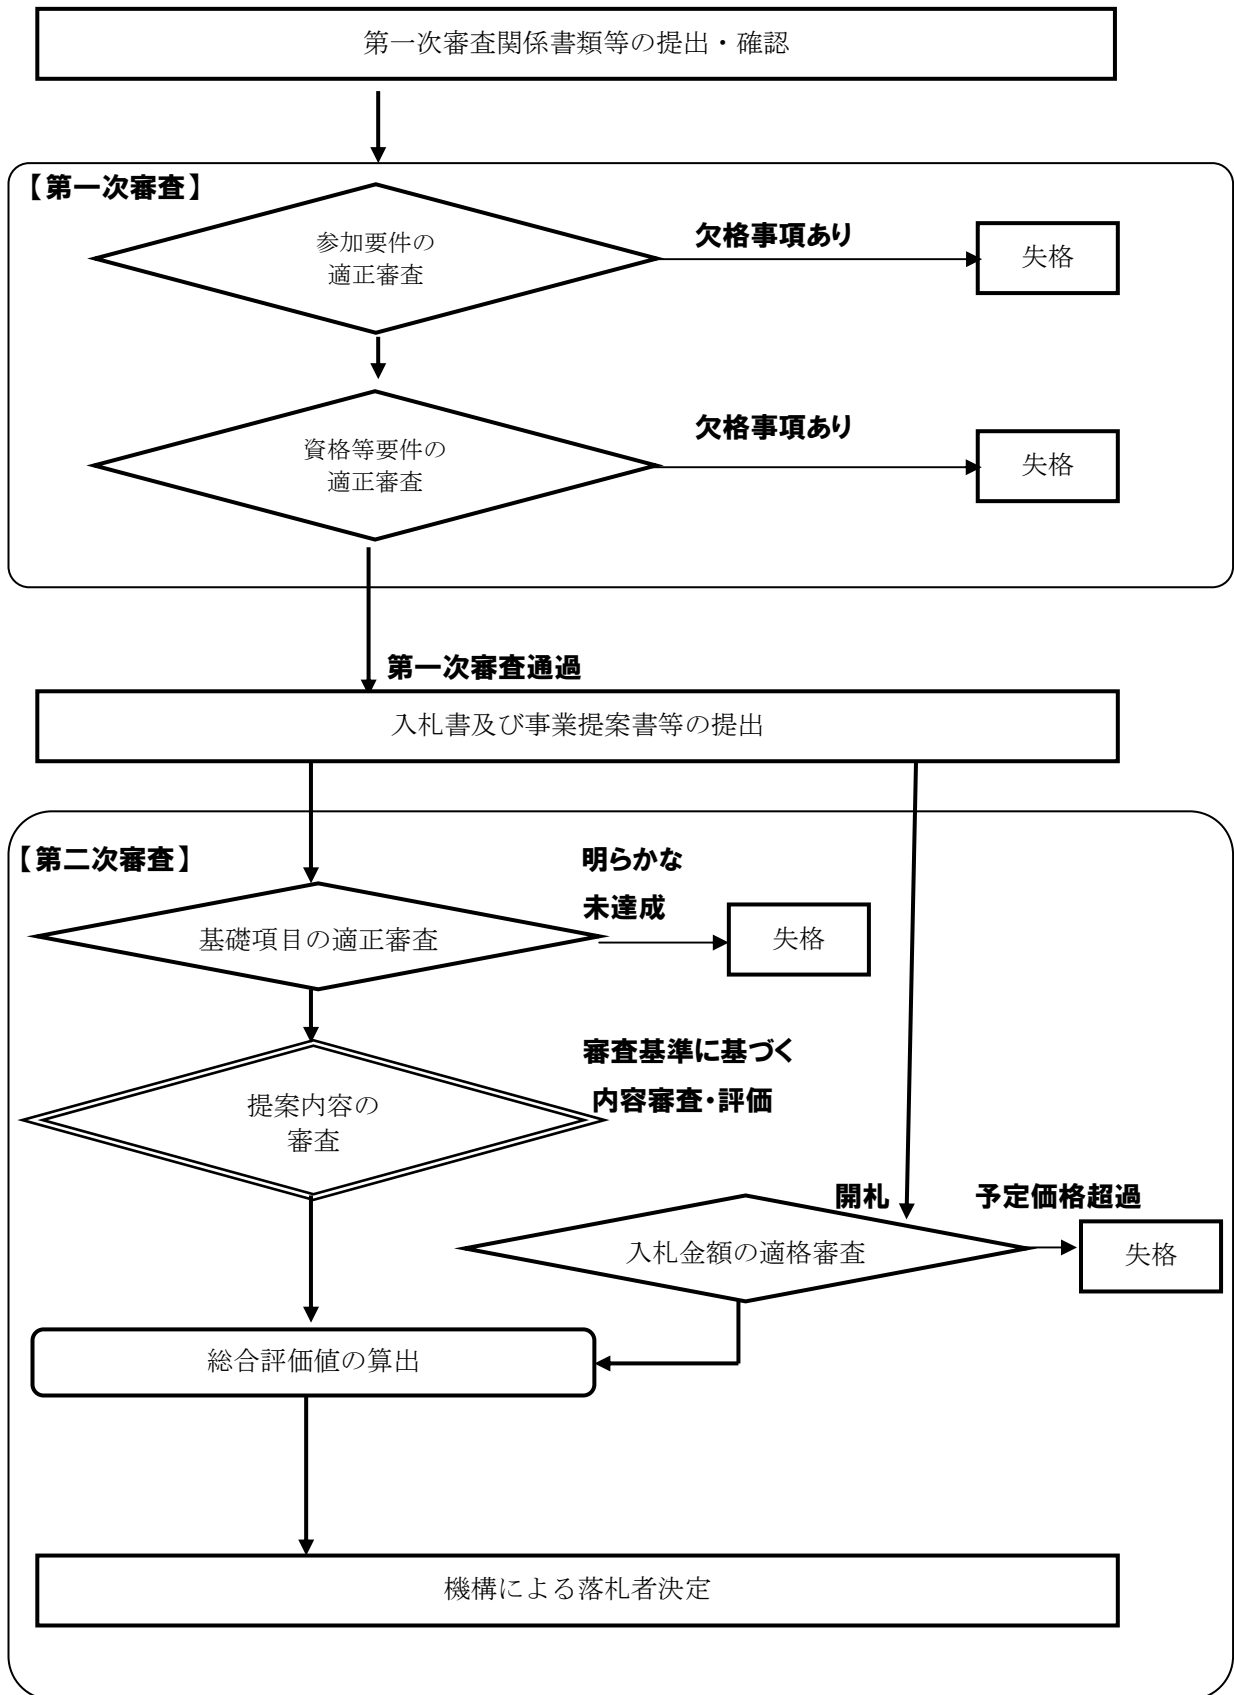 第一次審査関係書類等の提出・確認
【第一次審査】
参加要件の
適正審査
欠格事項あり
失格
資格等要件の
適正審査
欠格事項あり
失格
第一次審査通過
入札書及び事業提案書等の提出
【第二次審査】
明らかな
未達成
基礎項目の適正審査
失格
審査基準に基づく
内容審査・評価
提案内容の
審査
開札
予定価格超過
入札金額の適格審査
失格
総合評価値の算出
機構による落札者決定